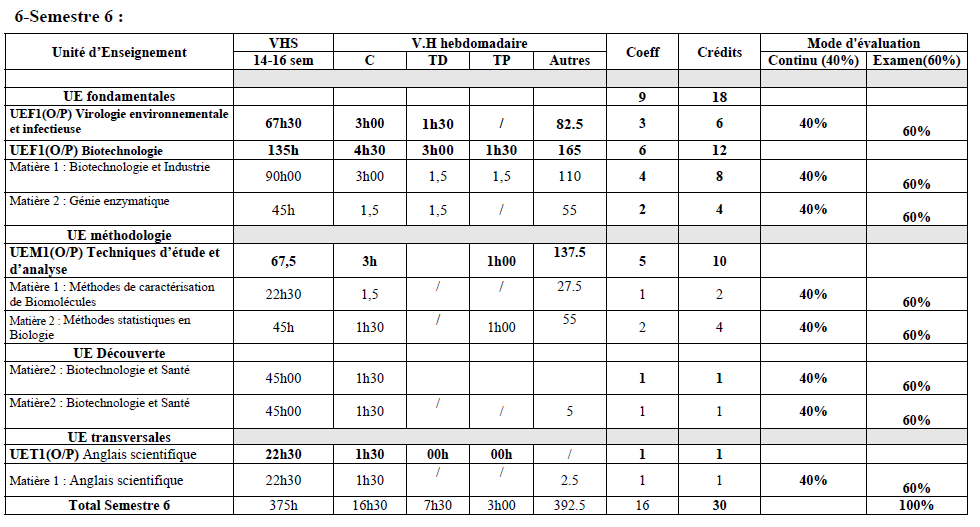 6-Semestre 6 :
Unité d’Enseignement VHS V.H hebdomadaire Coeff Crédits Mode d'évaluation
14-16 sem C TD TP Autres Continu (40%) Examen(60%)
UE fondamentales 9 18
UEF1(O/P) Virologie environnementale
et infectieuse 67h30 3h00 1h30 / 82.5 3 6 40% 60%
UEF1(O/P) Biotechnologie 135h 4h30 3h00 1h30 165 6 12
Matière 1 : Biotechnologie et Industrie 90h00 3h00 1,5 1,5 110 4 8 40% 60%
Matière 2 : Génie enzymatique 45h 1,5 1,5 / 55 2 4 40% 60%
UE méthodologie
UEM1(O/P) Techniques d’étude et
d’analyse 67,5 3h 1h00 137.5 5 10
Matière 1 : Méthodes de caractérisation
de Biomolécules 22h30 1,5 / / 27.5 1 2 40% 60%
Matière 2 : Méthodes statistiques en
Biologie 45h 1h30 / 1h00 55 2 4 40% 60%
UE Découverte
Matière2 : Biotechnologie et Santé 45h00 1h30 1 1 40% 60%
Matière2 : Biotechnologie et Santé 45h00 1h30 / / 5 1 1 40% 60%
UE transversales
UET1(O/P) Anglais scientifique 22h30 1h30 00h 00h / 1 1
Matière 1 : Anglais scientifique 22h30 1h30 / / 2.5 1 1 40% 60%
Total Semestre 6 375h 16h30 7h30 3h00 392.5 16 30 100%